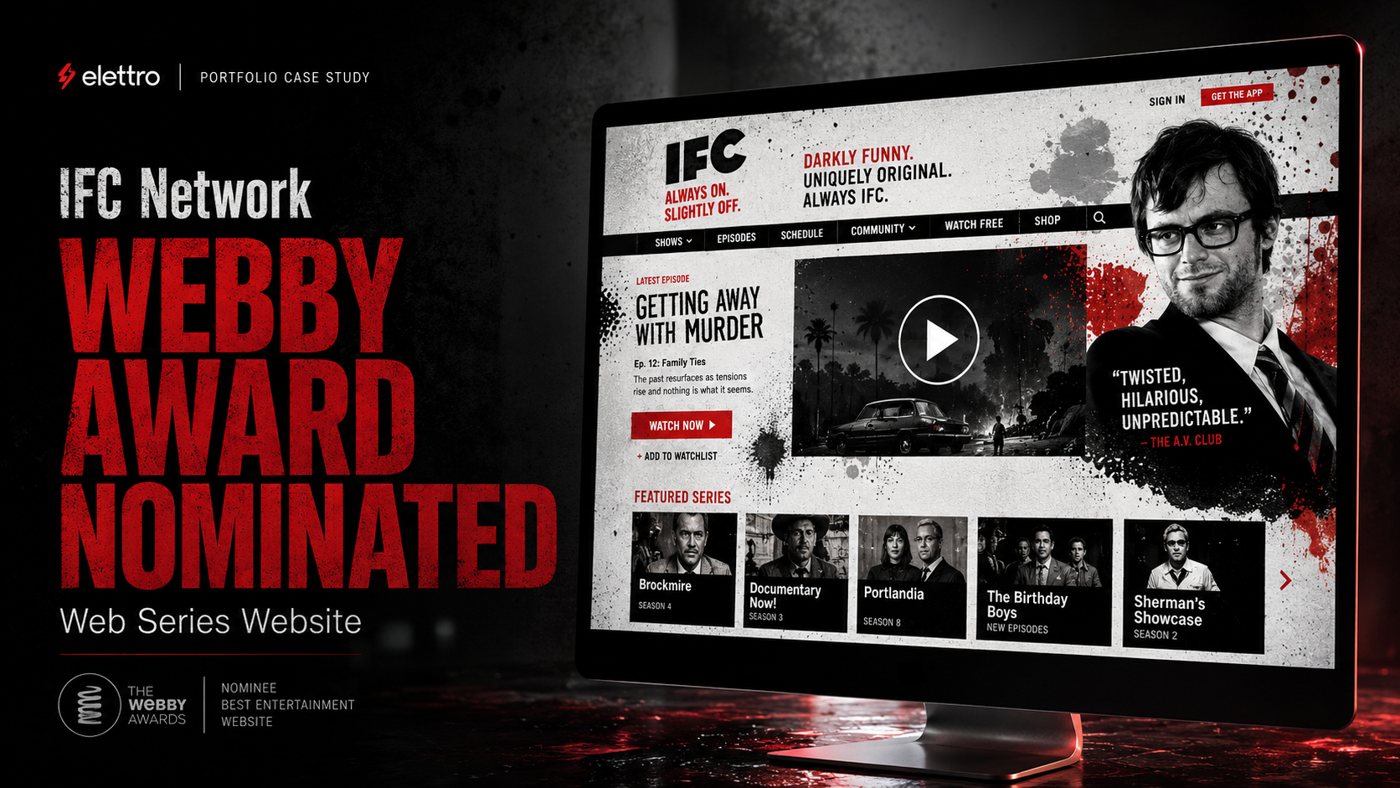 elettro
PORTFOLIO CASE STUDY
IFC Network
WEBBY
AWARD
NOMINATED
Web Series Website
THE
WEBBY
AWARDS
NOMINEE
BEST ENTERTAINMENT
WEBSITE
SIGN IN
GET THE APP
IFC
ALWAYS ON.
SLIGHTLY OFF.
DARKLY FUNNY.
UNIQUELY ORIGINAL.
ALWAYS IFC.
SHOWS
EPISODES
SCHEDULE
COMMUNITY
WATCH FREE
SHOP
LATEST EPISODE
GETTING AWAY
WITH MURDER
Ep. 12: Family Ties
The past resurfaces as tensions
rise and nothing is what it seems.
WATCH NOW
+ ADD TO WATCHLIST
“TWISTED,
HILARIOUS,
UNPREDICTABLE.”
– THE A.V. CLUB
FEATURED SERIES
Brockmire
SEASON 4
Documentary
Now!
SEASON 3
Portlandia
SEASON 8
The Birthday
Boys
NEW EPISODES
Sherman's
Showcase
SEASON 2